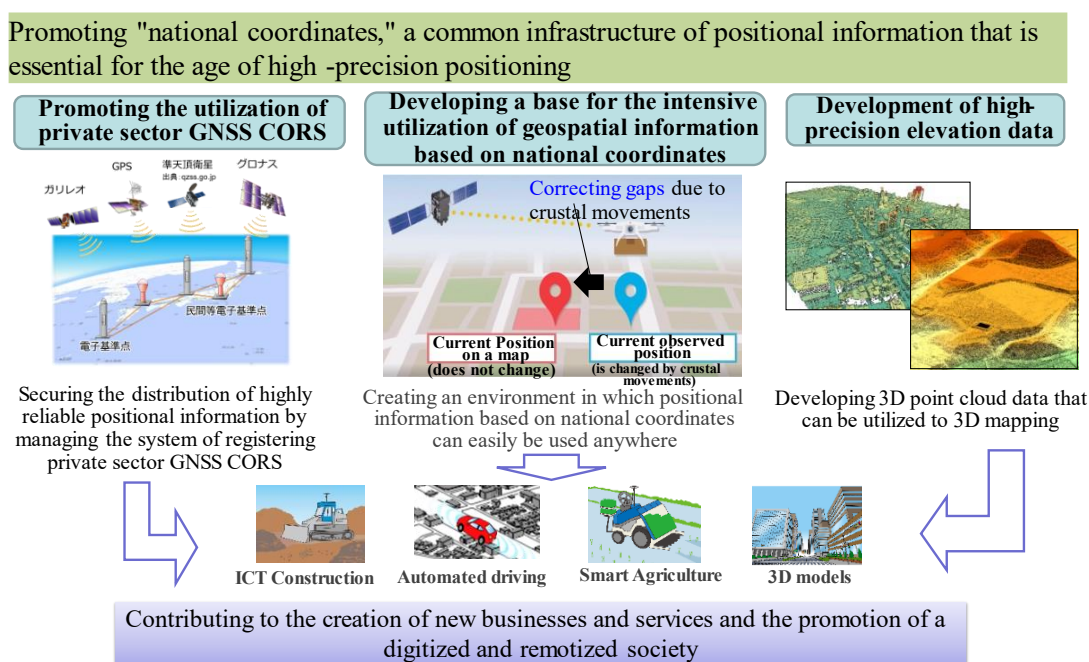 Promoting "national coordinates," a common infrastructure of positional information that is
essential for the age of high -precision positioning
Promoting the utilization of
private sector GNSS CORS
ガリレオ
GPS
準天頂衛星
出典：qzss.go.jp
グロナス
民間等電子基準点
電子基準点
Securing the distribution of highly
reliable positional information by
managing the system of registering
private sector GNSS CORS
Developing a base for the intensive
utilization of geospatial information
based on national coordinates
Correcting gaps due to
crustal movements
Current Position
on a map
(does not change)
Current observed
position
(is changed by crustal
movements)
Creating an environment in which positional
information based on national coordinates
can easily be used anywhere
Development of high-
precision elevation data
Developing 3D point cloud data that
can be utilized to 3D mapping
ICT Construction
Automated driving
Smart Agriculture
3D models
Contributing to the creation of new businesses and services and the promotion of a
digitized and remotized society